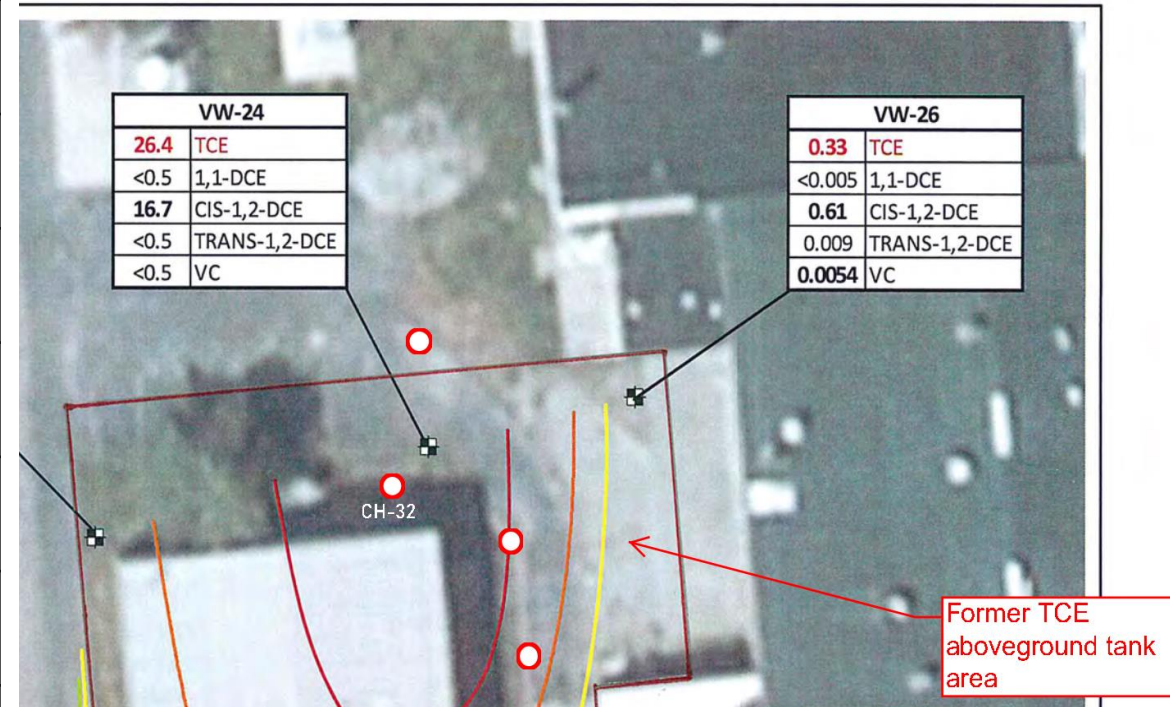 VW-24
26.4 TCE
<0.5 1,1-DCE
16.7 CIS-1,2-DCE
<0.5 TRANS-1,2-DCE
<0.5 VC
VW-26
0.33 TCE
<0.005 1,1-DCE
0.61 CIS-1,2-DCE
0.009 TRANS-1,2-DCE
0.0054 VC
CH-32
Former TCE
aboveground tank
area